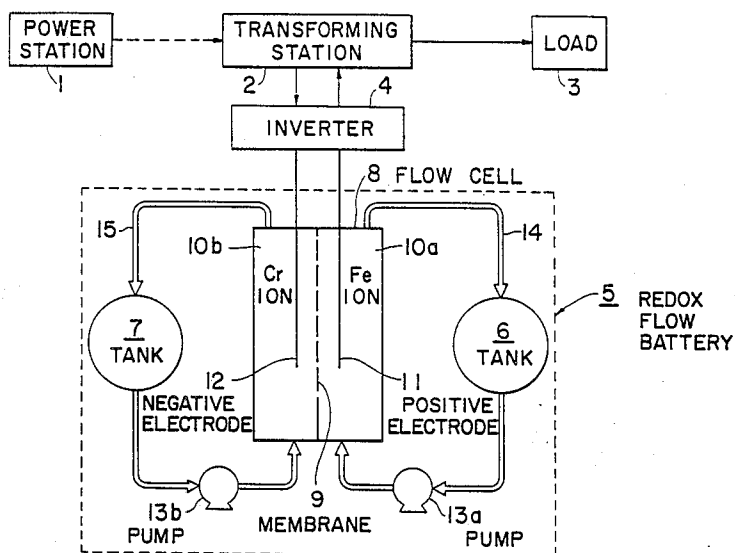 POWER
STATION
1
TRANSFORMING
STATION
2
LOAD
3
4
INVERTER
8 FLOW CELL
15
10b
10a
14
Cr
ION
Fe
ION
7
TANK
6
TANK
5 REDOX
FLOW
BATTERY
12
11
NEGATIVE
ELECTRODE
POSITIVE
ELECTRODE
13b
PUMP
9
MEMBRANE
13a
PUMP